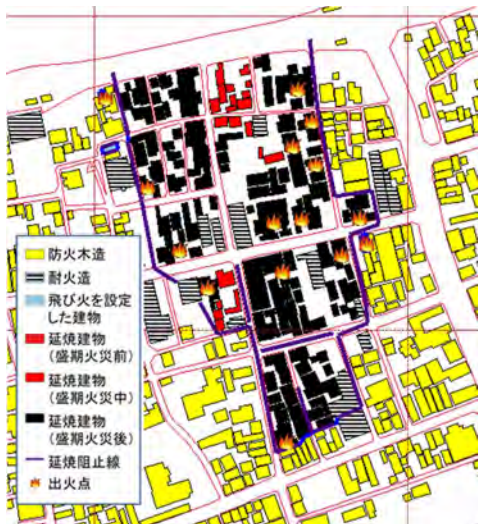 防火木造
耐火造
飛び火を設定
した建物
延焼建物
(盛期火災前)
延焼建物
(盛期火災中)
延焼建物
(盛期火災後)
延焼阻止線
出火点